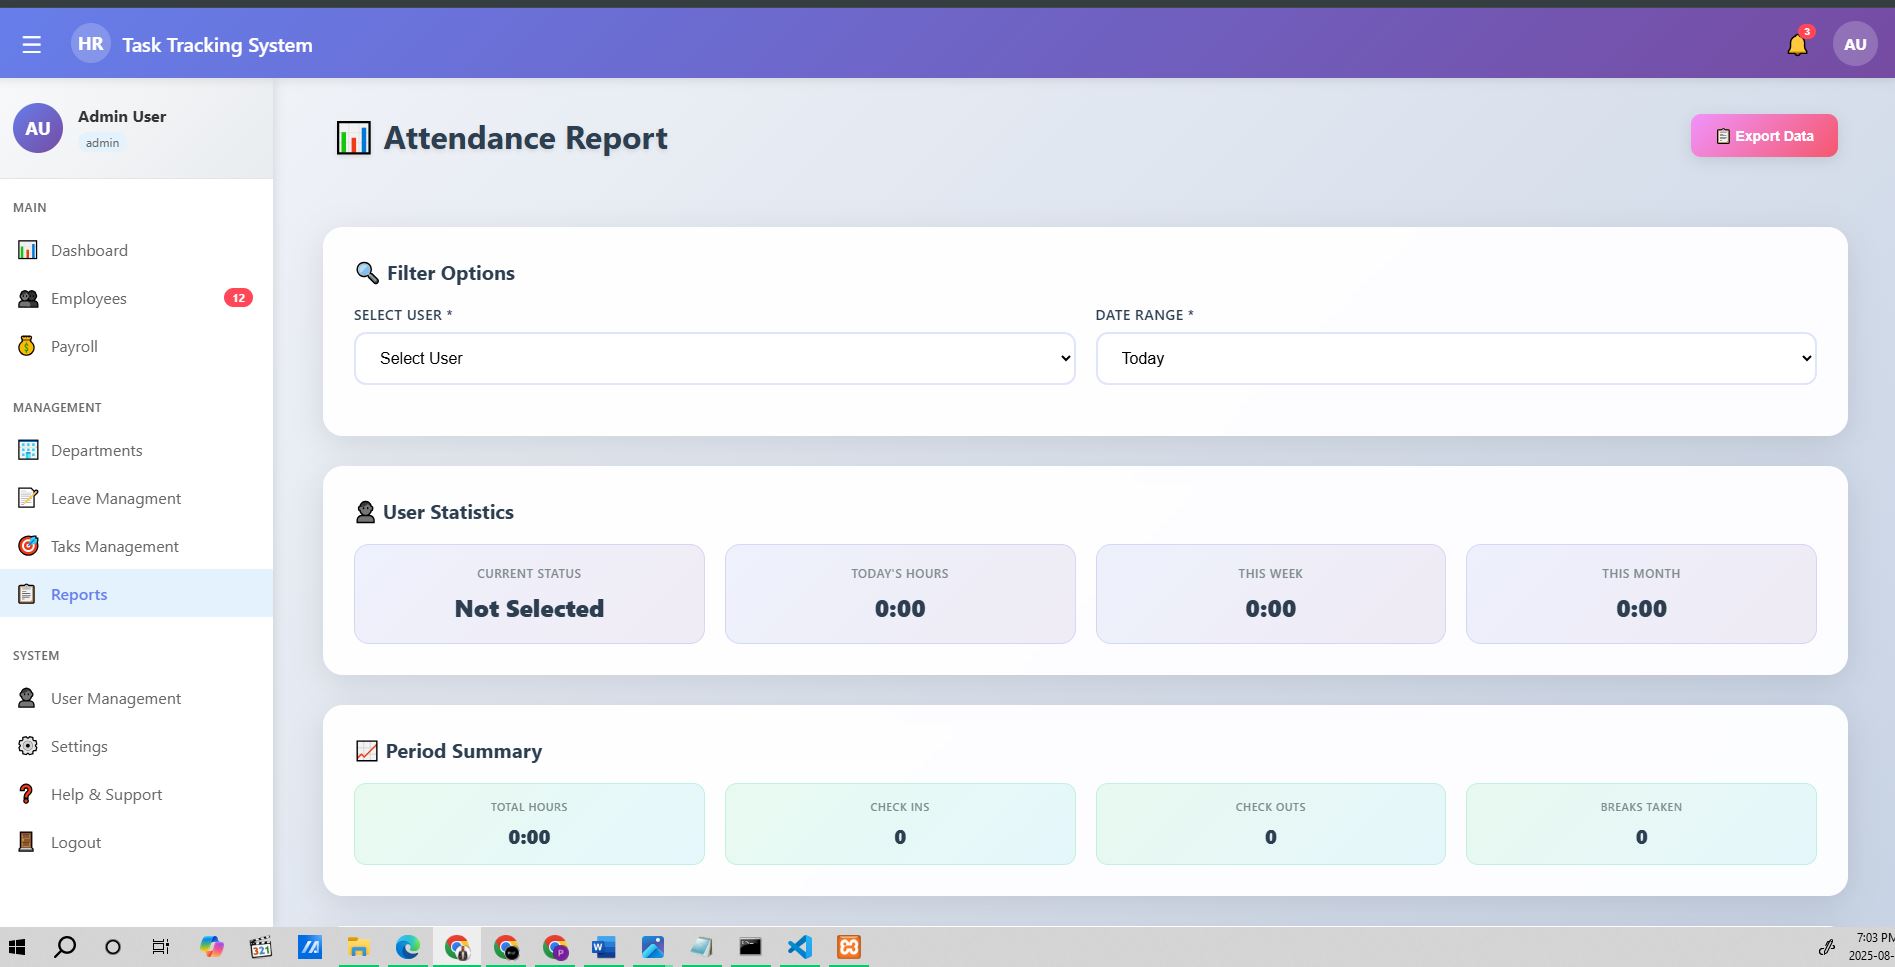 HR Task Tracking System
3
AU
AU
Admin User
admin
MAIN
Dashboard
Employees 12
Payroll
MANAGEMENT
Departments
Leave Managment
Taks Management
Reports
SYSTEM
User Management
Settings
Help & Support
Logout
Attendance Report
Export Data
Filter Options
SELECT USER *
Select User
DATE RANGE *
Today
User Statistics
CURRENT STATUS
Not Selected
TODAY'S HOURS
0:00
THIS WEEK
0:00
THIS MONTH
0:00
Period Summary
TOTAL HOURS
0:00
CHECK INS
0
CHECK OUTS
0
BREAKS TAKEN
0
321
W
P
7:03 PM
2025-08-